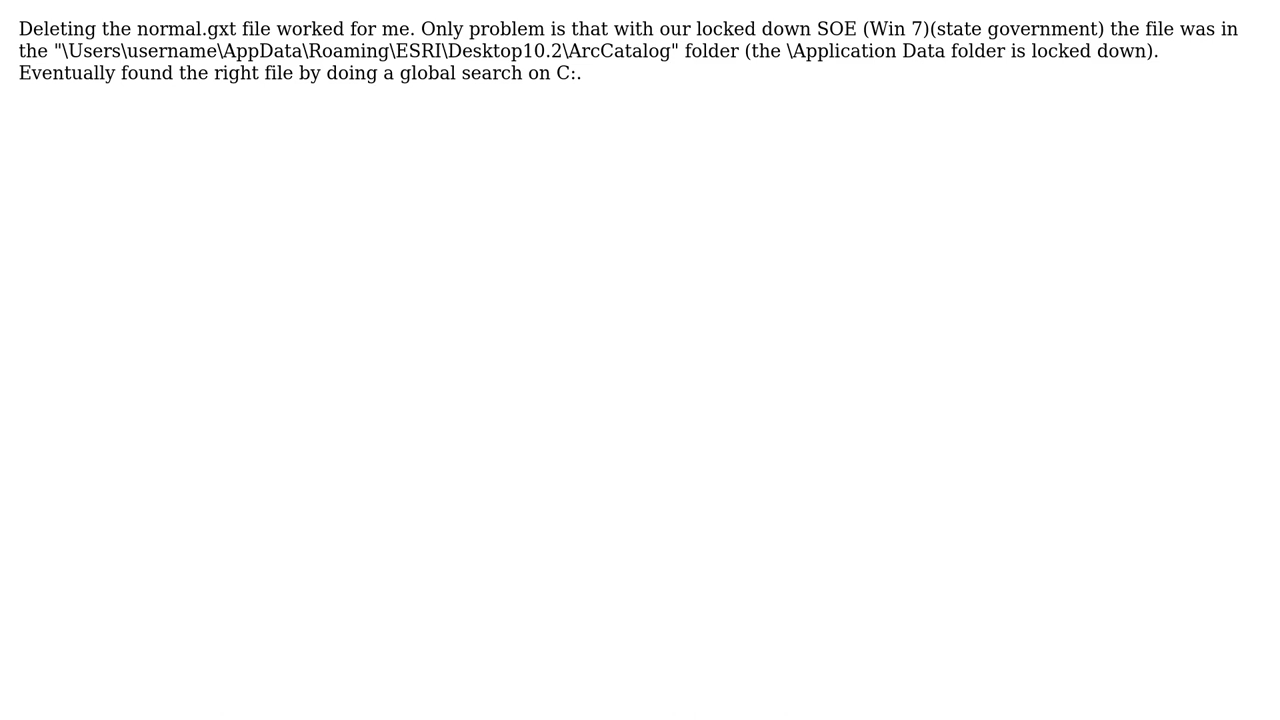 Deleting the normal.gxt file worked for me. Only problem is that with our locked down SOE (Win 7)(state government) the file was in
the "\Users\username\AppData\Roaming\ESRI\Desktop10.2\ArcCatalog" folder (the \Application Data folder is locked down).
Eventually found the right file by doing a global search on C:.